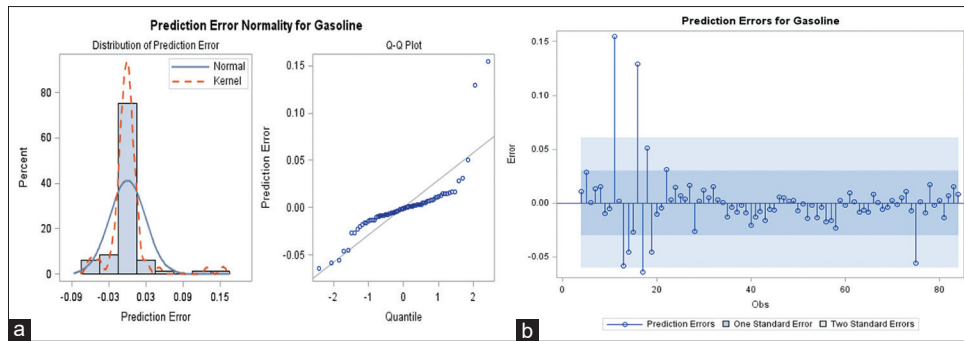 Prediction Error Normality for Gasoline
Distribution of Prediction Error
Normal
Kernel
Percent
80
60
40
20
0
-0.09
-0.03
0.03
0.09
0.15
Prediction Error
a
Q-Q Plot
Prediction Error
0.15
0.10
0.05
0.00
-0.05
-2
-1
0
1
2
Quantile
Prediction Errors for Gasoline
Error
0.15
0.10
0.05
0.00
-0.05
0
20
40
60
80
Obs
Prediction Errors
One Standard Error
Two Standard Errors
b